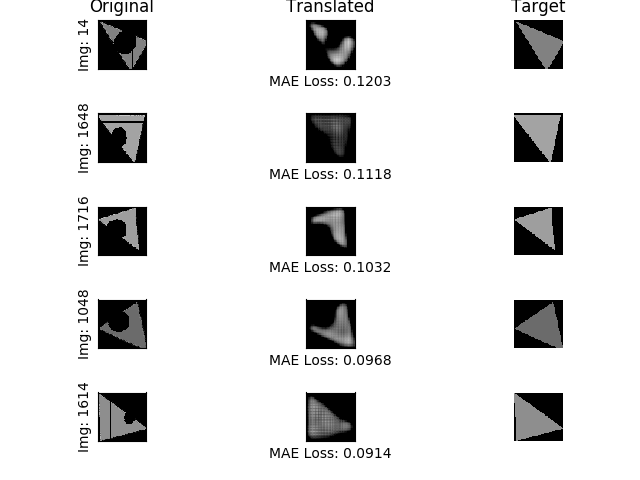 Original Translated Target
Img: 14
MAE Loss: 0.1203
Img: 1648
MAE Loss: 0.1118
Img: 1716
MAE Loss: 0.1032
Img: 1048
MAE Loss: 0.0968
Img: 1614
MAE Loss: 0.0914